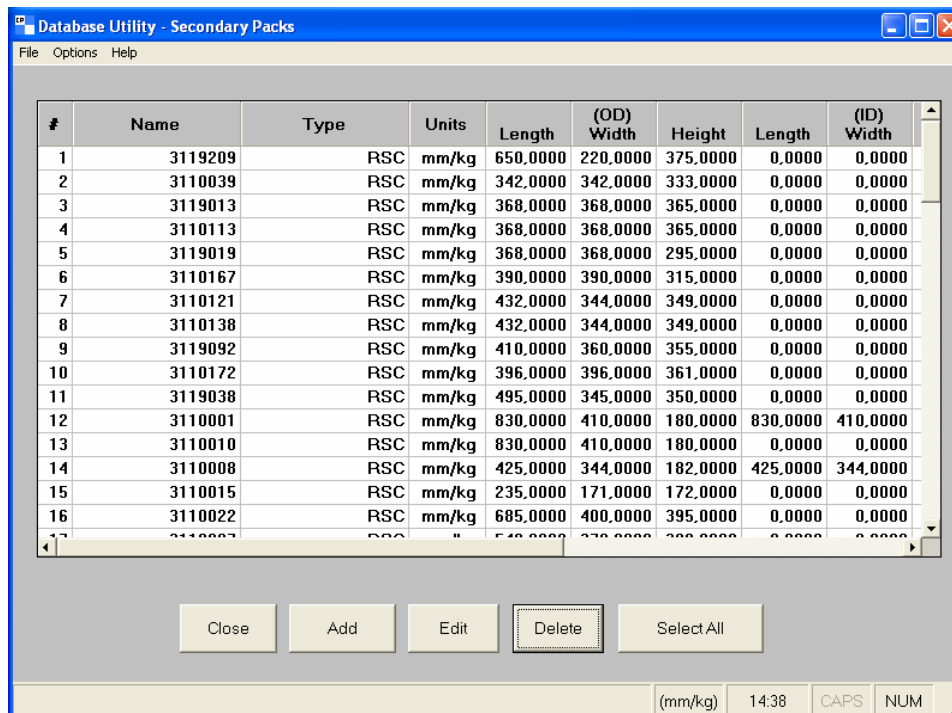 CP Database Utility - Secondary Packs
File Options Help
# Name Type Units Length (OD) Width Height Length (ID) Width
1 3119209 RSC mm/kg 650,0000 220,0000 375,0000 0,0000 0,0000
2 3110039 RSC mm/kg 342,0000 342,0000 333,0000 0,0000 0,0000
3 3119013 RSC mm/kg 368,0000 368,0000 365,0000 0,0000 0,0000
4 3110113 RSC mm/kg 368,0000 368,0000 365,0000 0,0000 0,0000
5 3119019 RSC mm/kg 368,0000 368,0000 295,0000 0,0000 0,0000
6 3110167 RSC mm/kg 390,0000 390,0000 315,0000 0,0000 0,0000
7 3110121 RSC mm/kg 432,0000 344,0000 349,0000 0,0000 0,0000
8 3110138 RSC mm/kg 432,0000 344,0000 349,0000 0,0000 0,0000
9 3119092 RSC mm/kg 410,0000 360,0000 355,0000 0,0000 0,0000
10 3110172 RSC mm/kg 396,0000 396,0000 361,0000 0,0000 0,0000
11 3119038 RSC mm/kg 495,0000 345,0000 350,0000 0,0000 0,0000
12 3110001 RSC mm/kg 830,0000 410,0000 180,0000 830,0000 410,0000
13 3110010 RSC mm/kg 830,0000 410,0000 180,0000 0,0000 0,0000
14 3110008 RSC mm/kg 425,0000 344,0000 182,0000 425,0000 344,0000
15 3110015 RSC mm/kg 235,0000 171,0000 172,0000 0,0000 0,0000
16 3110022 RSC mm/kg 685,0000 400,0000 395,0000 0,0000 0,0000
Close Add Edit Delete Select All
(mm/kg) 14:38 CAPS NUM